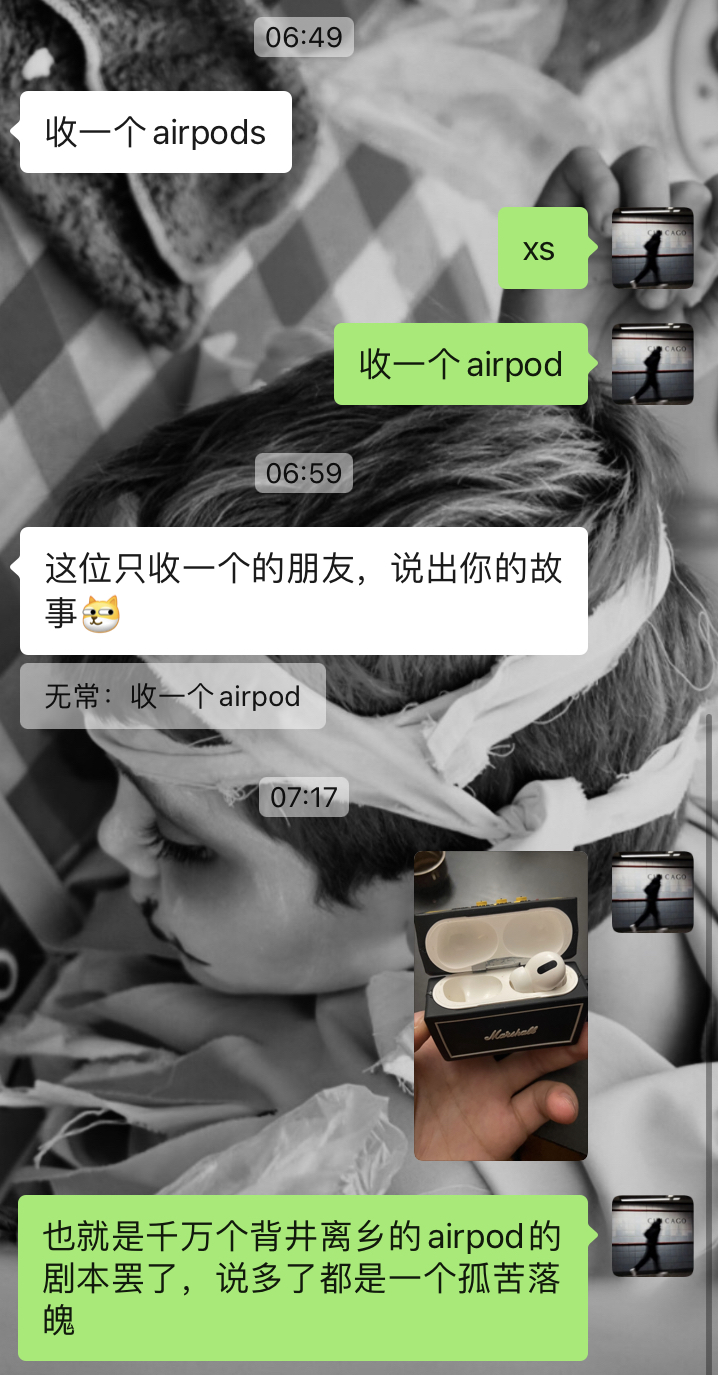 06:49
收一个airpods
xs
收一个airpod
06:59
这位只收一个的朋友，说出你的故
事
无常：收一个airpod
07:17
Marshall
也就是千万个背井离乡的airpod的
剧本罢了，说多了都是一个孤苦落
魄